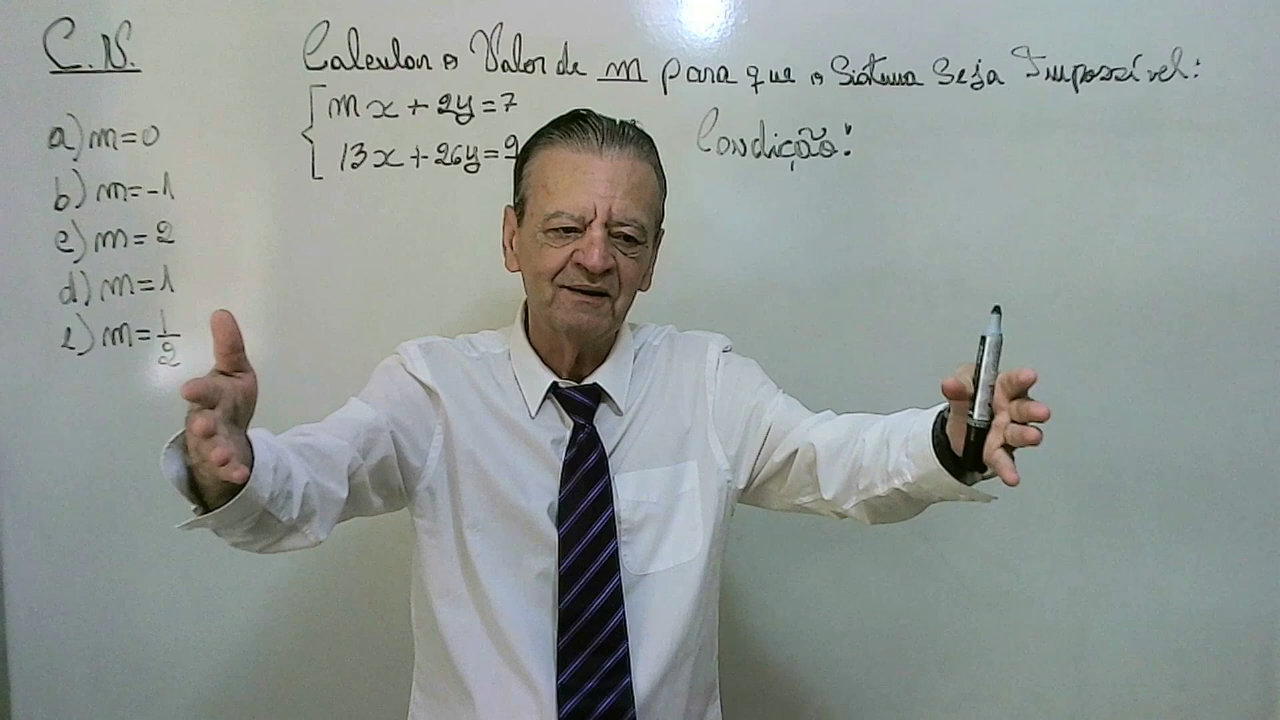 C.N.
Calcular o Valor de m para que o Sistema Seja Impossível:
mx + 2y = 7
13x + 26y = 9
Condição:
a) m = 0
b) m = -1
c) m = 2
d) m = 1
e) m = 1/2